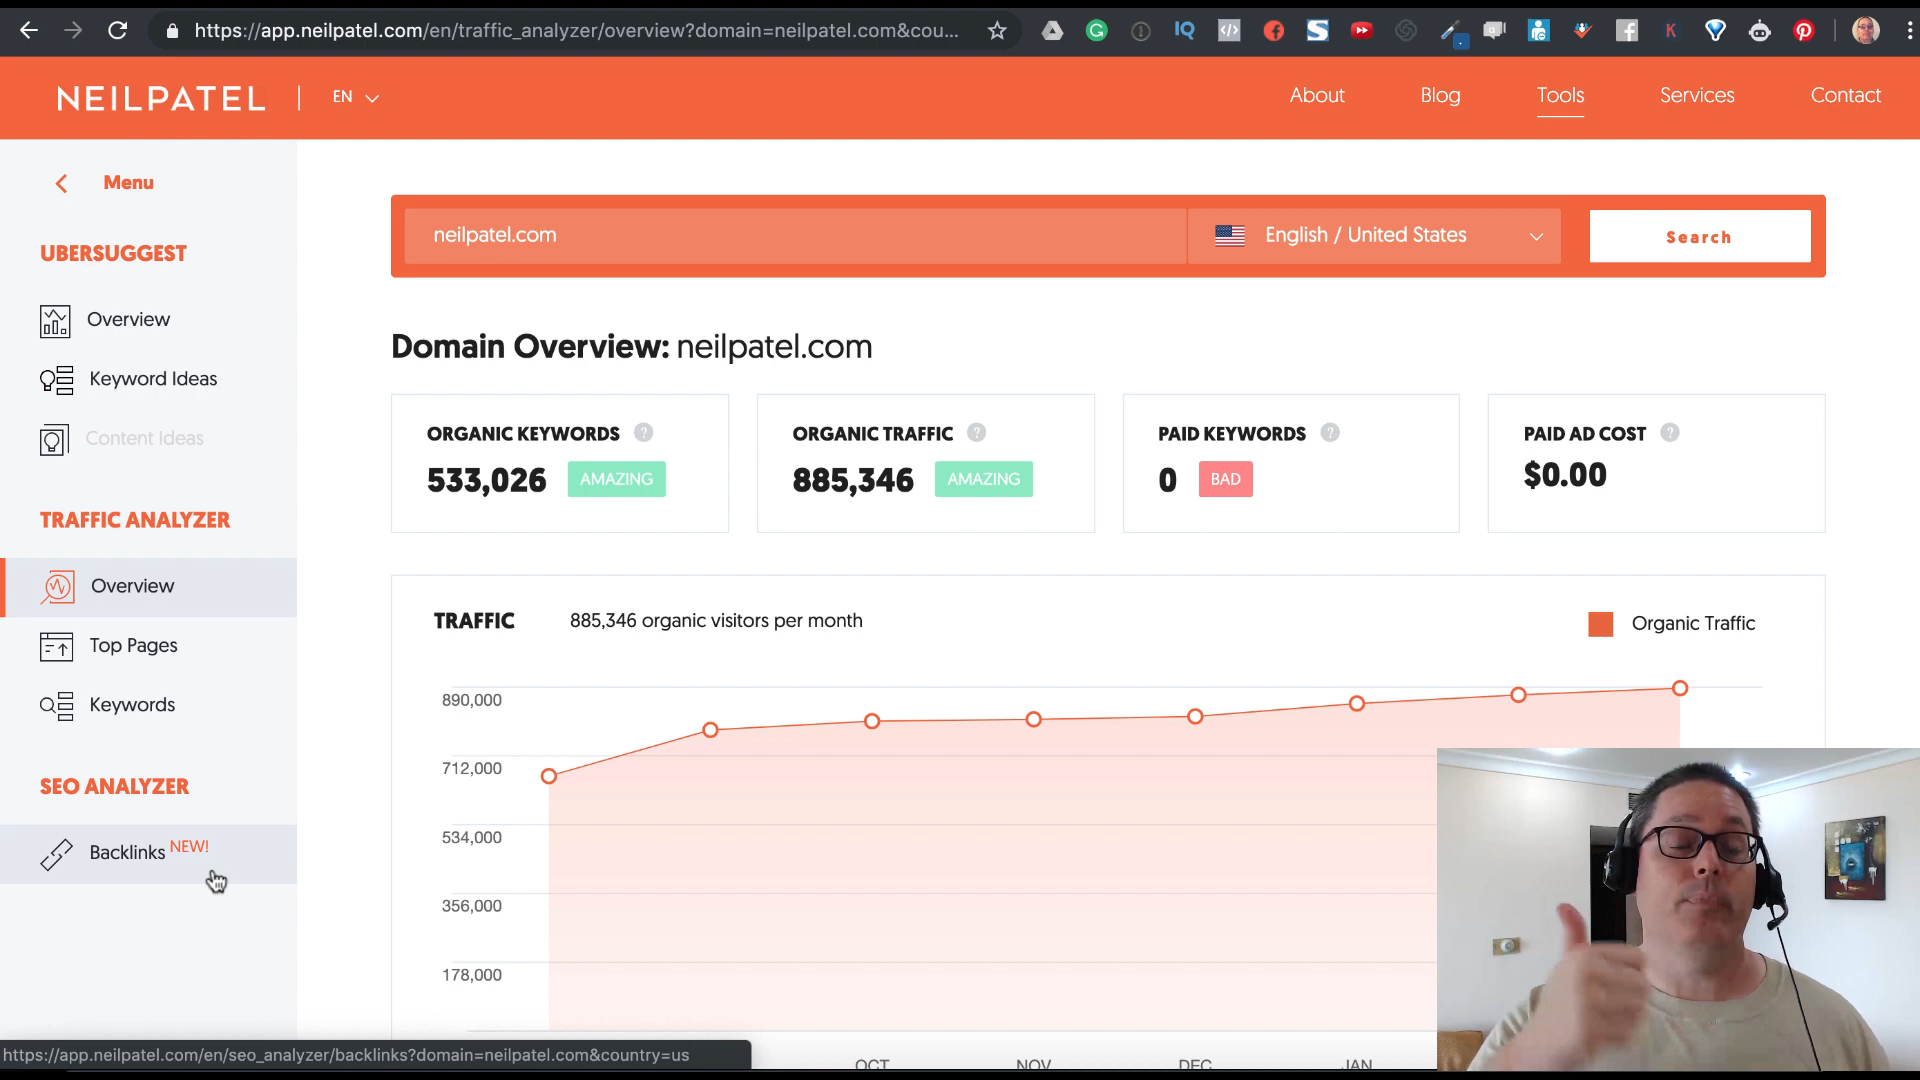 https://app.neilpatel.com/en/traffic_analyzer/overview?domain=neilpatel.com&cou...
NEILPATEL
EN
About
Blog
Tools
Services
Contact
Menu
UBERSUGGEST
Overview
Keyword Ideas
Content Ideas
TRAFFIC ANALYZER
Overview
Top Pages
Keywords
SEO ANALYZER
Backlinks NEW!
neilpatel.com
English / United States
Search
Domain Overview: neilpatel.com
ORGANIC KEYWORDS ?
533,026 AMAZING
ORGANIC TRAFFIC ?
885,346 AMAZING
PAID KEYWORDS ?
0 BAD
PAID AD COST ?
$0.00
TRAFFIC 885,346 organic visitors per month
Organic Traffic
890,000
712,000
534,000
356,000
178,000
OCT NOV DEC JAN
https://app.neilpatel.com/en/seo_analyzer/backlinks?domain=neilpatel.com&country=us